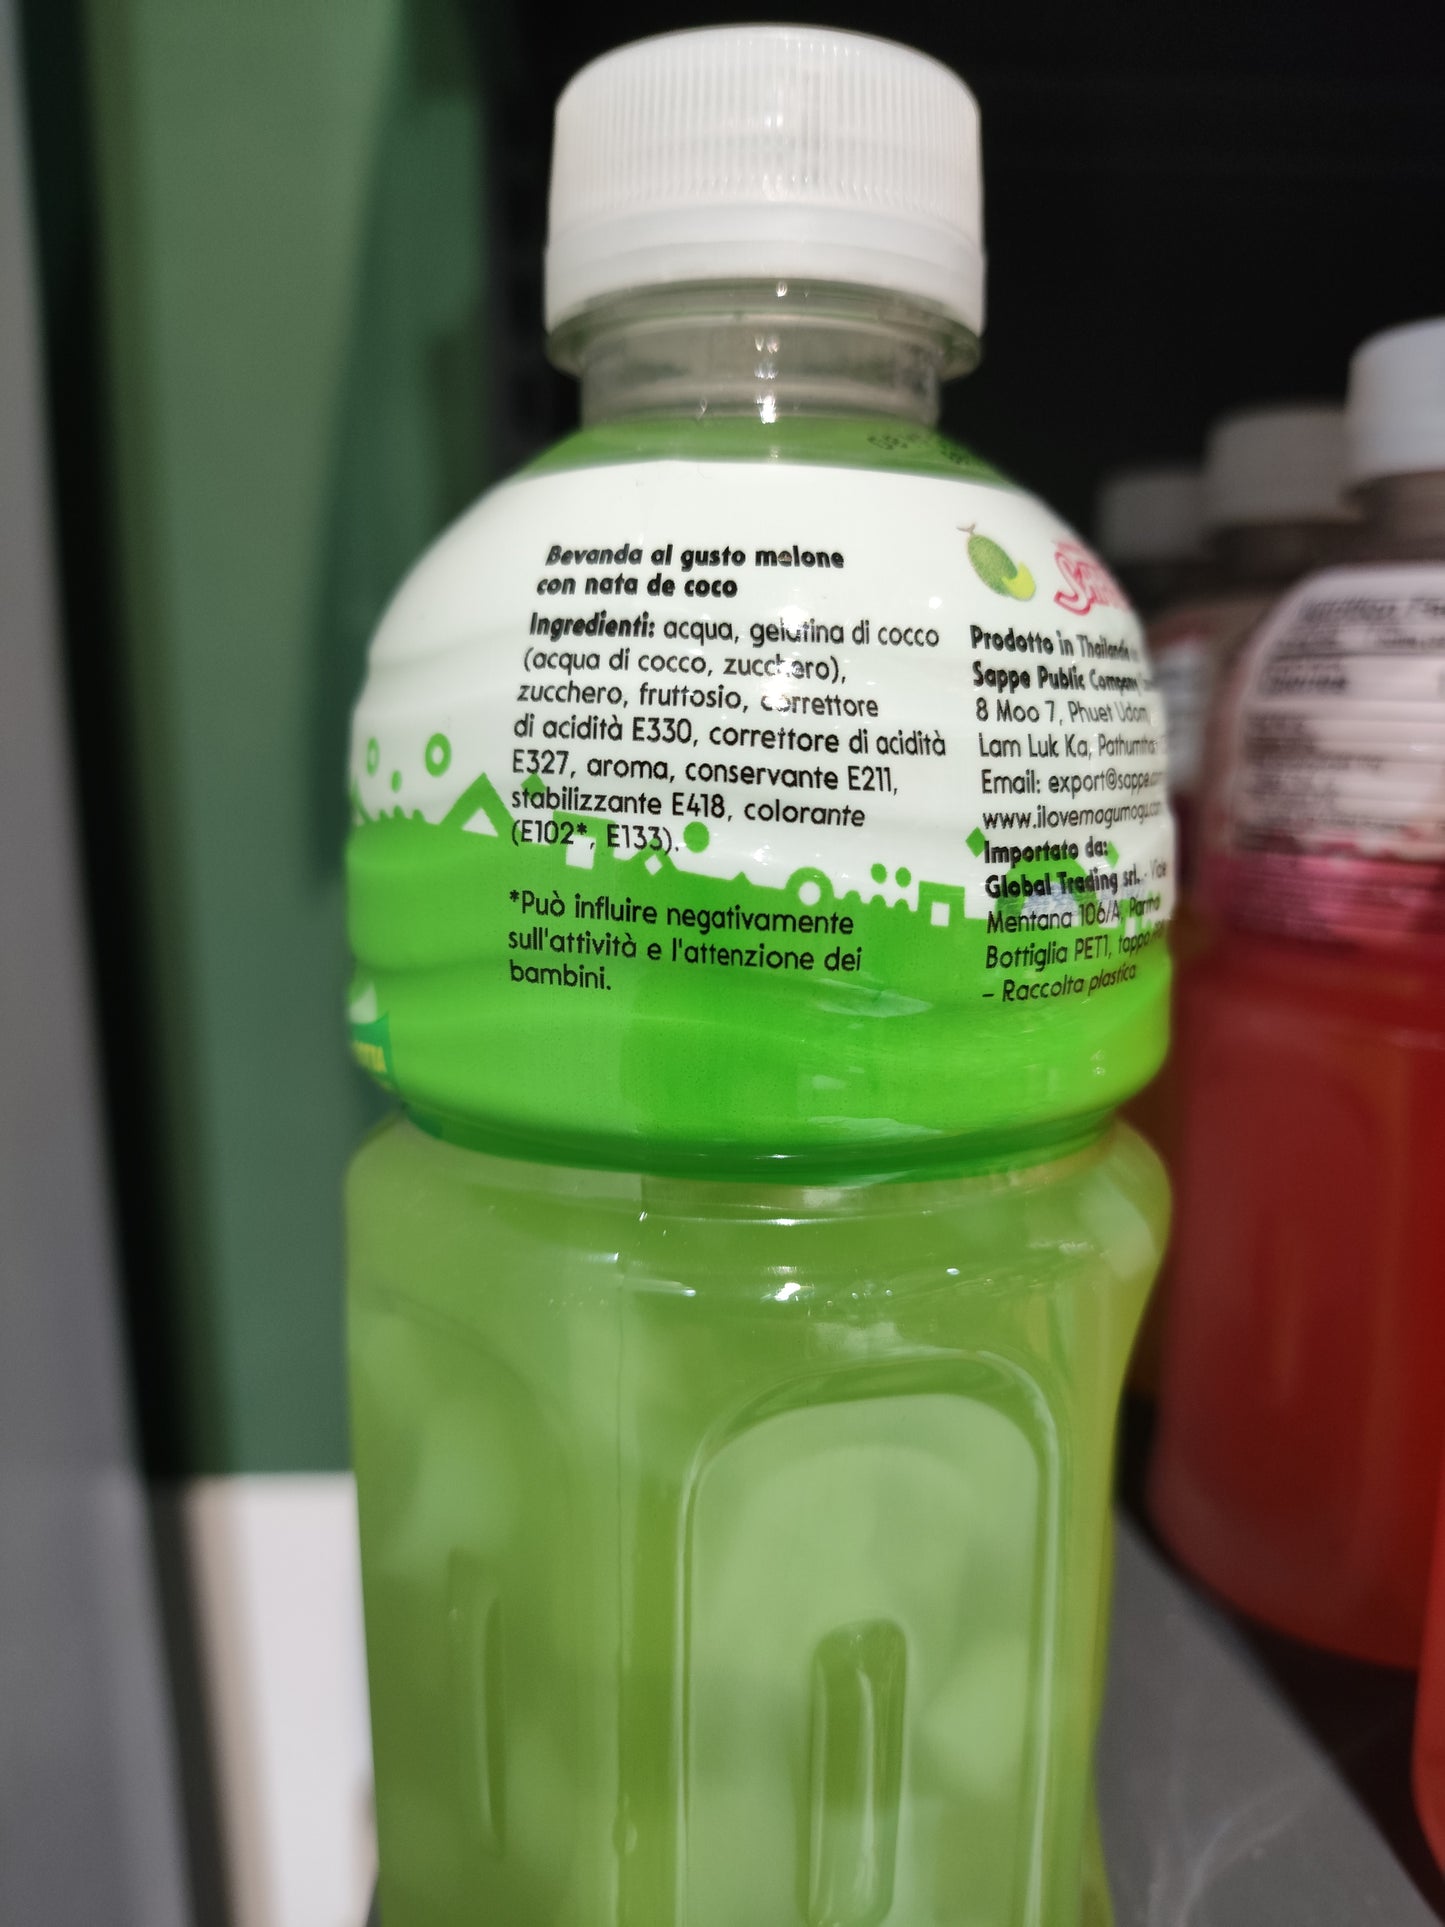 Bevanda al gusto melone
con nata de coco
Ingredienti: acqua, gelatina di cocco
(acqua di cocco, zucchero),
zucchero, fruttosio, correttore
di acidità E330, correttore di acidità
E327, aroma, conservante E211,
stabilizzante E418, colorante
(E102*, E133).
*Può influire negativamente
sull'attività e l'attenzione dei
bambini.
Prodotto in Thailandia
Sappe Public Company
8 Moo 7, Phuet Udom
Lam Luk Ka,
Email:
Importato da:
Global Trading srl. - Viale
Mentana 106/A, Parma
Bottiglia PET1, tappo
– Raccolta plastica